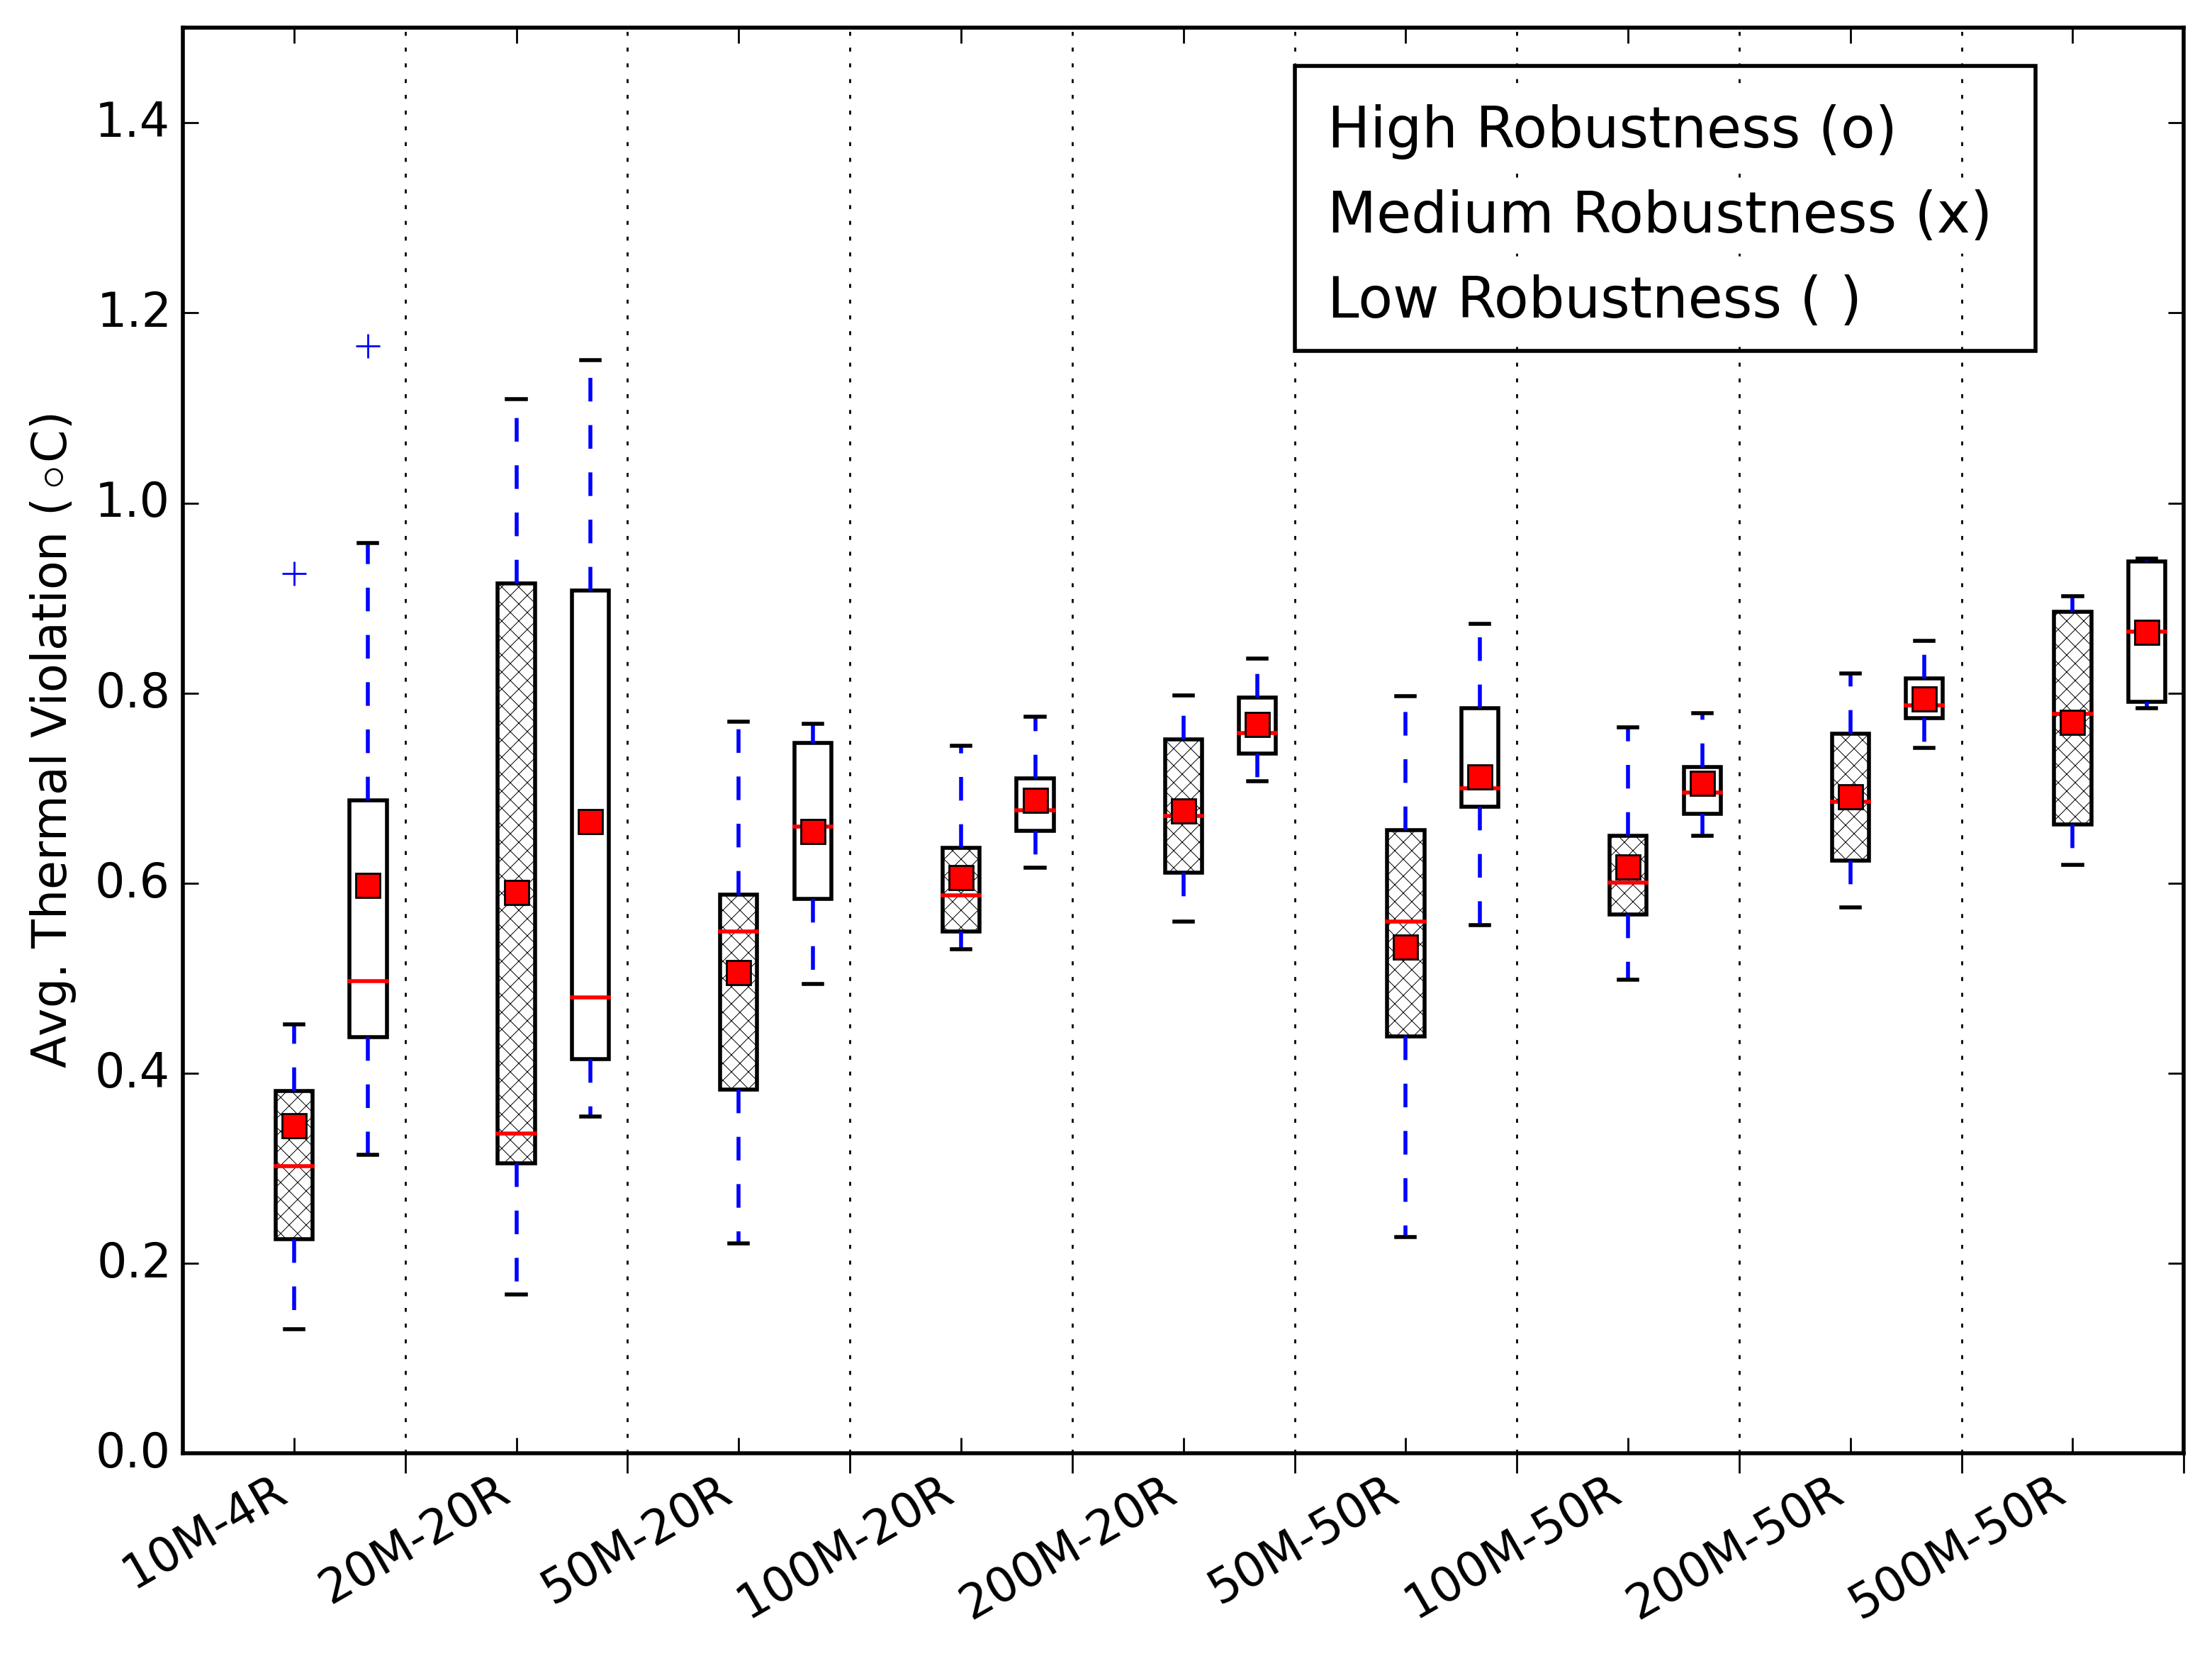 High Robustness (o)
Medium Robustness (x)
Low Robustness ( )
Avg. Thermal Violation (∘C)
1.4
1.2
1.0
0.8
0.6
0.4
0.2
0.0
10M-4R
20M-20R
50M-20R
100M-20R
200M-20R
50M-50R
100M-50R
200M-50R
500M-50R